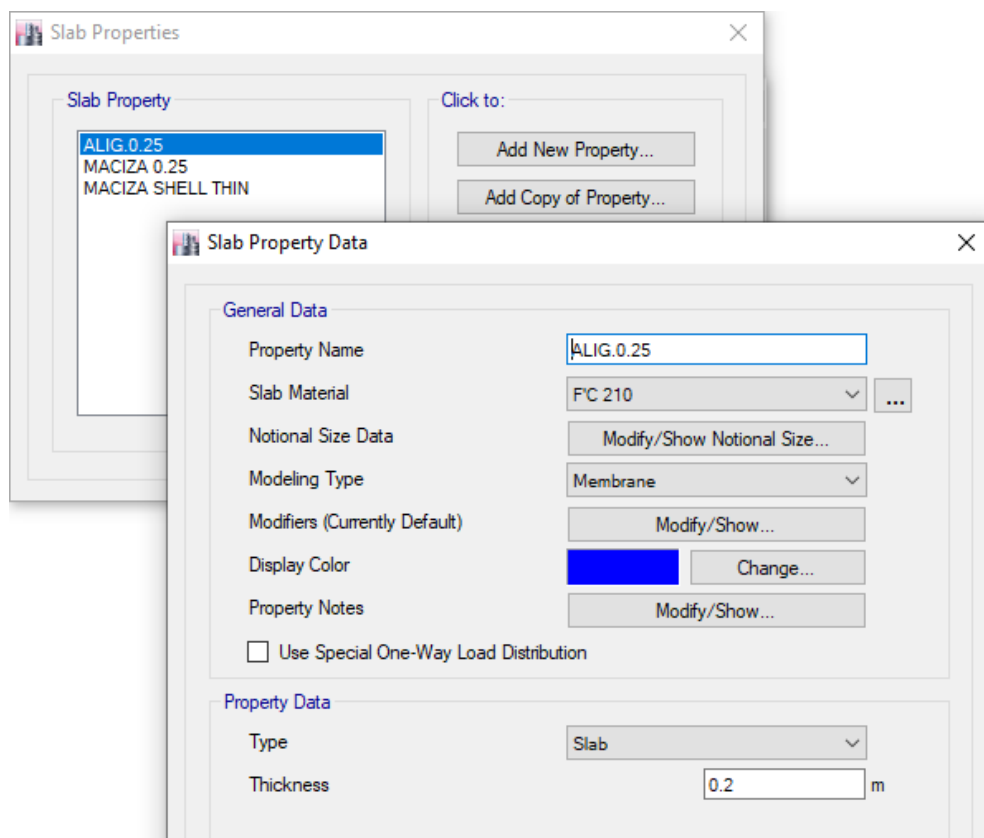 Slab Properties
Slab Property
Click to:
ALIG.0.25
MACIZA 0.25
MACIZA SHELL THIN
Add New Property...
Add Copy of Property...
Slab Property Data
General Data
Property Name ALIG.0.25
Slab Material F'C 210 ...
Notional Size Data Modify/Show Notional Size...
Modeling Type Membrane
Modifiers (Currently Default) Modify/Show...
Display Color Change...
Property Notes Modify/Show...
Use Special One-Way Load Distribution
Property Data
Type Slab
Thickness 0.2 m